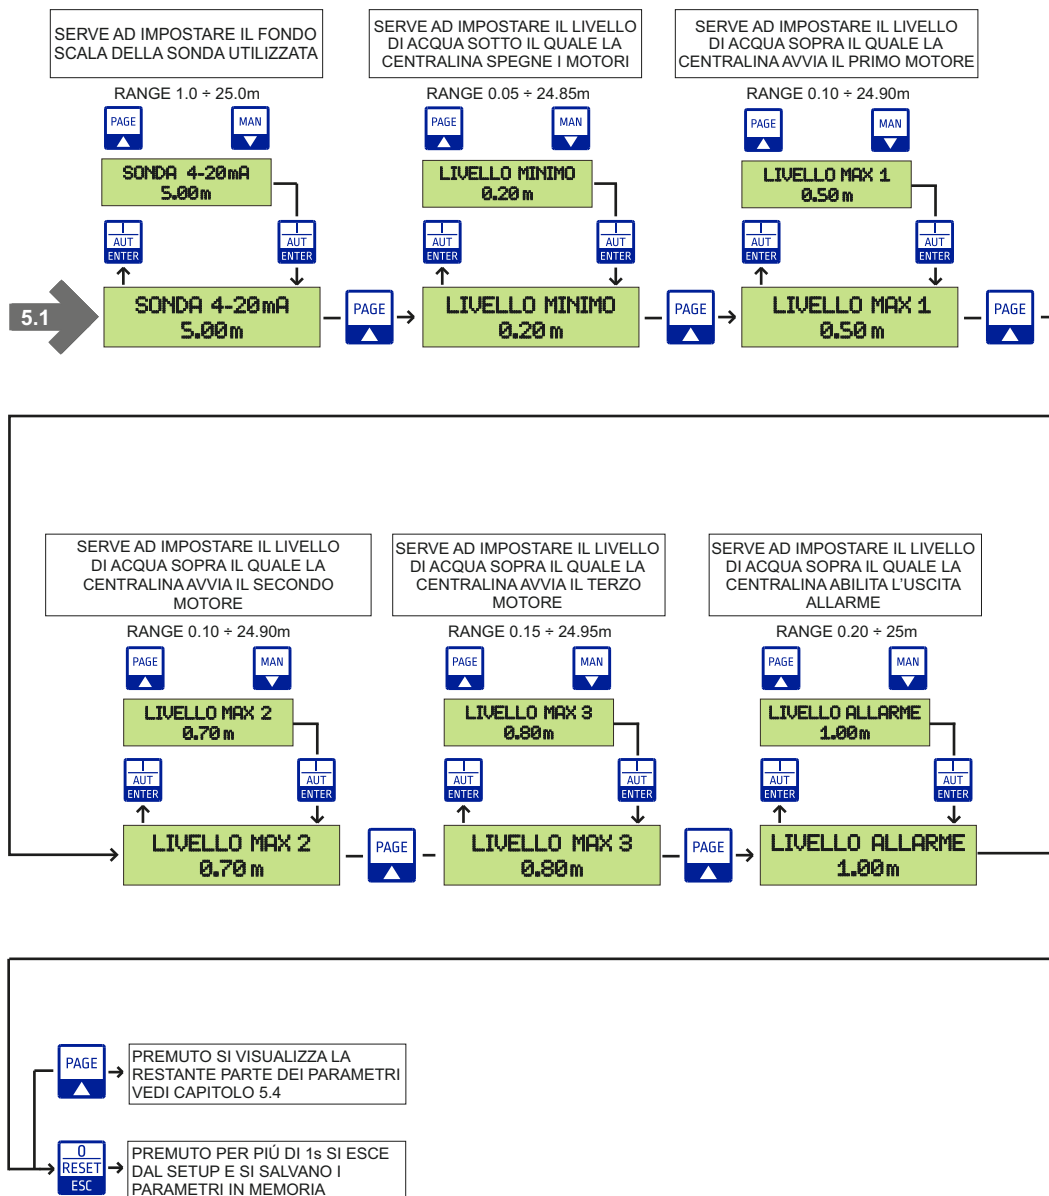 SERVE AD IMPOSTARE IL FONDO
SCALA DELLA SONDA UTILIZZATA
SERVE AD IMPOSTARE IL LIVELLO
DI ACQUA SOTTO IL QUALE LA
CENTRALINA SPEGNE I MOTORI
SERVE AD IMPOSTARE IL LIVELLO
DI ACQUA SOPRA IL QUALE LA
CENTRALINA AVVIA IL PRIMO MOTORE
RANGE 1.0 ÷ 25.0m
RANGE 0.05 ÷ 24.85m
RANGE 0.10 ÷ 24.90m
PAGE
MAN
PAGE
MAN
PAGE
MAN
SONDA 4-20mA
5.00m
LIVELLO MINIMO
0.20 m
LIVELLO MAX 1
0.50 m
I
AUT
ENTER
I
AUT
ENTER
I
AUT
ENTER
I
AUT
ENTER
I
AUT
ENTER
I
AUT
ENTER
5.1
SONDA 4-20mA
5.00m
PAGE
LIVELLO MINIMO
0.20 m
PAGE
LIVELLO MAX 1
0.50 m
PAGE
SERVE AD IMPOSTARE IL LIVELLO
DI ACQUA SOPRA IL QUALE LA
CENTRALINA AVVIA IL SECONDO
MOTORE
SERVE AD IMPOSTARE IL LIVELLO
DI ACQUA SOPRA IL QUALE LA
CENTRALINA AVVIA IL TERZO
MOTORE
SERVE AD IMPOSTARE IL LIVELLO
DI ACQUA SOPRA IL QUALE LA
CENTRALINA ABILITA L'USCITA
ALLARME
RANGE 0.10 ÷ 24.90m
RANGE 0.15 ÷ 24.95m
RANGE 0.20 ÷ 25m
PAGE
MAN
PAGE
MAN
PAGE
MAN
LIVELLO MAX 2
0.70 m
LIVELLO MAX 3
0.80m
LIVELLO ALLARME
1.00m
I
AUT
ENTER
I
AUT
ENTER
I
AUT
ENTER
I
AUT
ENTER
I
AUT
ENTER
I
AUT
ENTER
LIVELLO MAX 2
0.70 m
PAGE
LIVELLO MAX 3
0.80m
PAGE
LIVELLO ALLARME
1.00m
PAGE
PREMUTO SI VISUALIZZA LA
RESTANTE PARTE DEI PARAMETRI
VEDI CAPITOLO 5.4
0
RESET
ESC
PREMUTO PER PIÚ DI 1s SI ESCE
DAL SETUP E SI SALVANO I
PARAMETRI IN MEMORIA